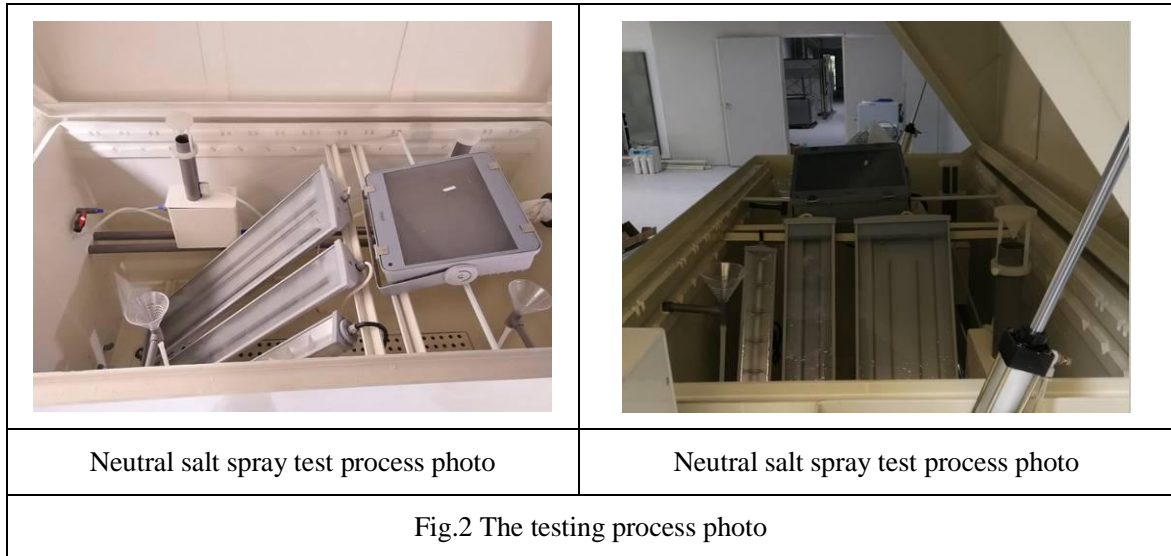 Neutral salt spray test process photo
Neutral salt spray test process photo
Fig.2 The testing process photo